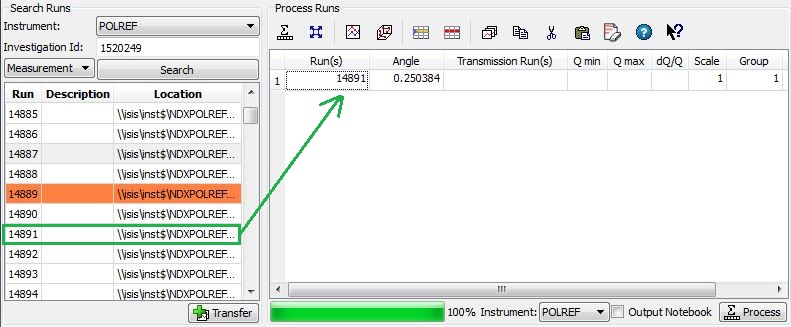 Search Runs
Instrument: POLREF
Investigation Id: 1520249
Measurement Search
Run Description Location
14885 \\isis\inst$\NDXPOLREF...
14886 \\isis\inst$\NDXPOLREF...
14887 \\isis\inst$\NDXPOLREF...
14888 \\isis\inst$\NDXPOLREF...
14889 \\isis\inst$\NDXPOLREF...
14890 \\isis\inst$\NDXPOLREF...
14891 \\isis\inst$\NDXPOLREF...
14892 \\isis\inst$\NDXPOLREF...
14893 \\isis\inst$\NDXPOLREF...
14894 \\isis\inst$\NDXPOLREF...
Transfer
Process Runs
Run(s) Angle Transmission Run(s) Q min Q max dQ/Q Scale Group
1 14891 0.250384 1 1
100% Instrument: POLREF Output Notebook Process